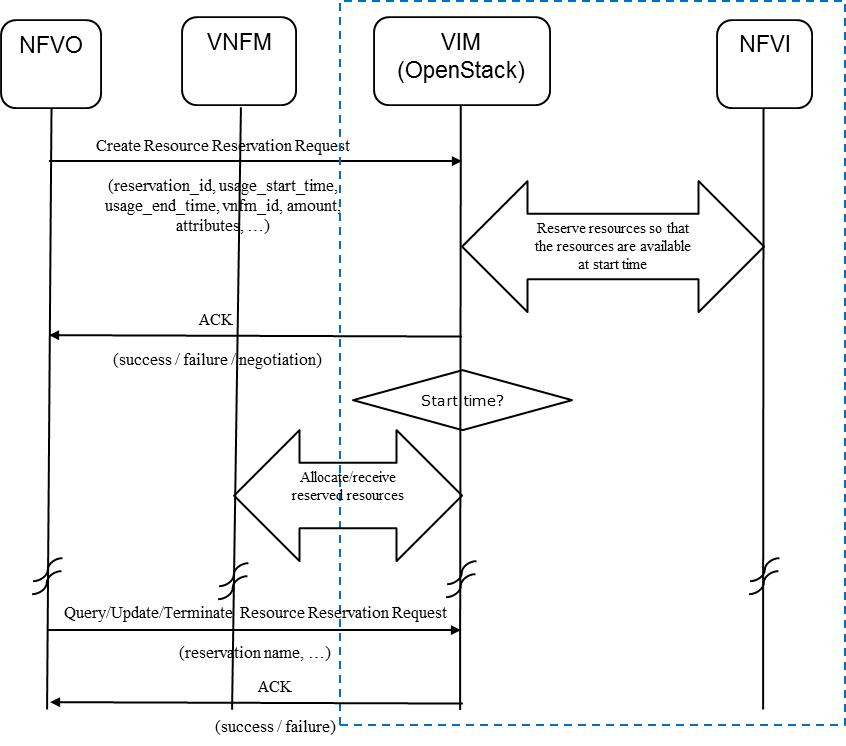 NFVO
VNFM
VIM
(OpenStack)
NFVI
Create Resource Reservation Request
(reservation_id, usage_start_time,
usage_end_time, vnfm_id, amount,
attributes, …)
Reserve resources so that
the resources are available
at start time
ACK
(success / failure / negotiation)
Start time?
Allocate/receive
reserved resources
Query/Update/Terminate Resource Reservation Request
(reservation name, …)
ACK
(success / failure)